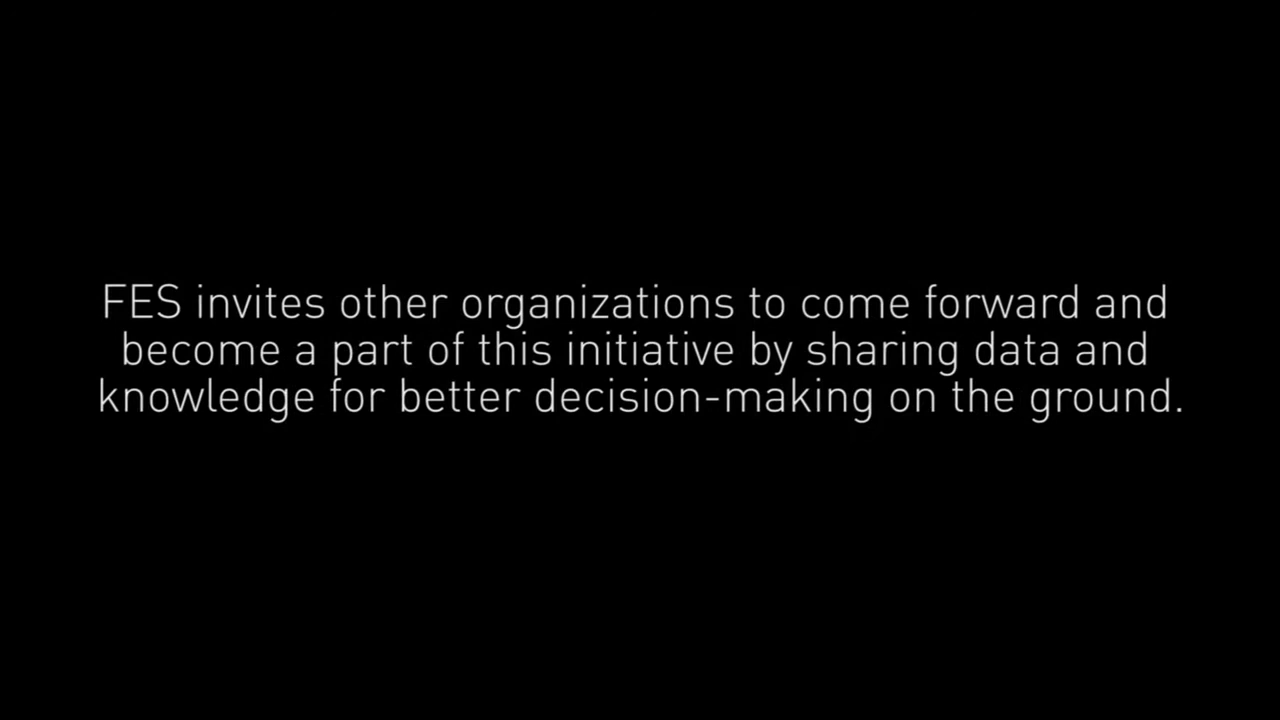 FES invites other organizations to come forward and
become a part of this initiative by sharing data and
knowledge for better decision-making on the ground.